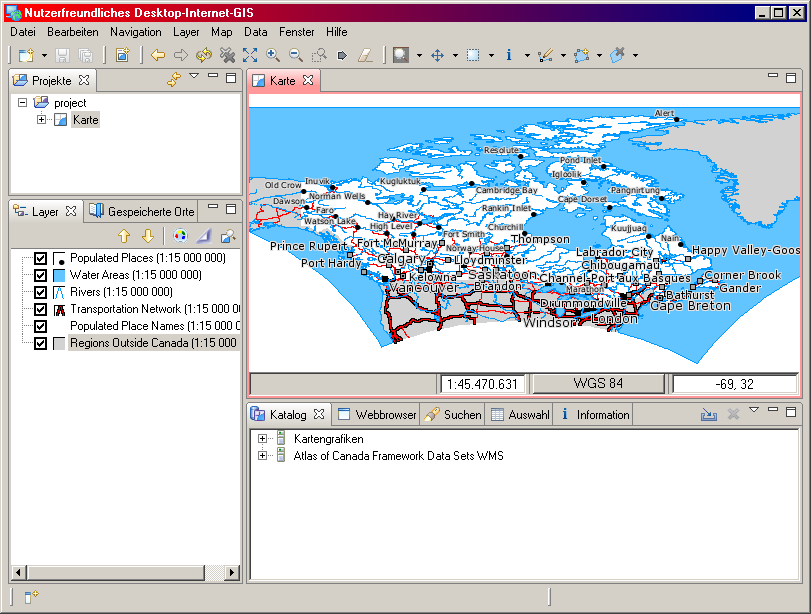 Nutzerfreundliches Desktop-Internet-GIS
Datei Bearbeiten Navigation Layer Map Data Fenster Hilfe
Projekte
project
Karte
Layer Gespeicherte Orte
Populated Places (1:15 000 000)
Water Areas (1:15 000 000)
Rivers (1:15 000 000)
Transportation Network (1:15 000
Populated Place Names (1:15 000 0
Regions Outside Canada (1:15 000
Karte
Alert
Resolute
Pond Inlet
Igloolik
Old Crow
Inuvik
Kugluktuk
Cambridge Bay
Pangnirtung
Dawson
Norman Wells
Cape Dorset
Faro
Rankin Inlet
Watson Lake
Hay River
High Level
Churchill
Kuujjuaq
Fort Smith
Nain
Prince Rupert
Fort McMurray
Norway House
Thompson
Labrador City
Happy Valley-Goos
Port Hardy
Calgary
Lloydminster
Chibougamau
Kelowna
Saskatoon
Channel-Port aux Basques
Corner Brook
Vancouver
Brandon
Marathon
Gander
Drummondville
Bathurst
Cape Breton
Windsor
London
1:45.470.631
WGS 84
-69, 32
Katalog Webbrowser Suchen Auswahl Information
Kartengrafiken
Atlas of Canada Framework Data Sets WMS